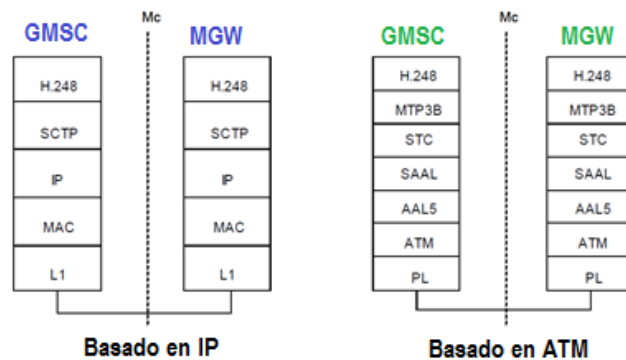 Mc
GMSC
MGW
H.248
H.248
SCTP
SCTP
IP
IP
MAC
MAC
L1
L1
Basado en IP
Mc
GMSC
MGW
H.248
H.248
MTP3B
MTP3B
STC
STC
SAAL
SAAL
AAL5
AAL5
ATM
ATM
PL
PL
Basado en ATM